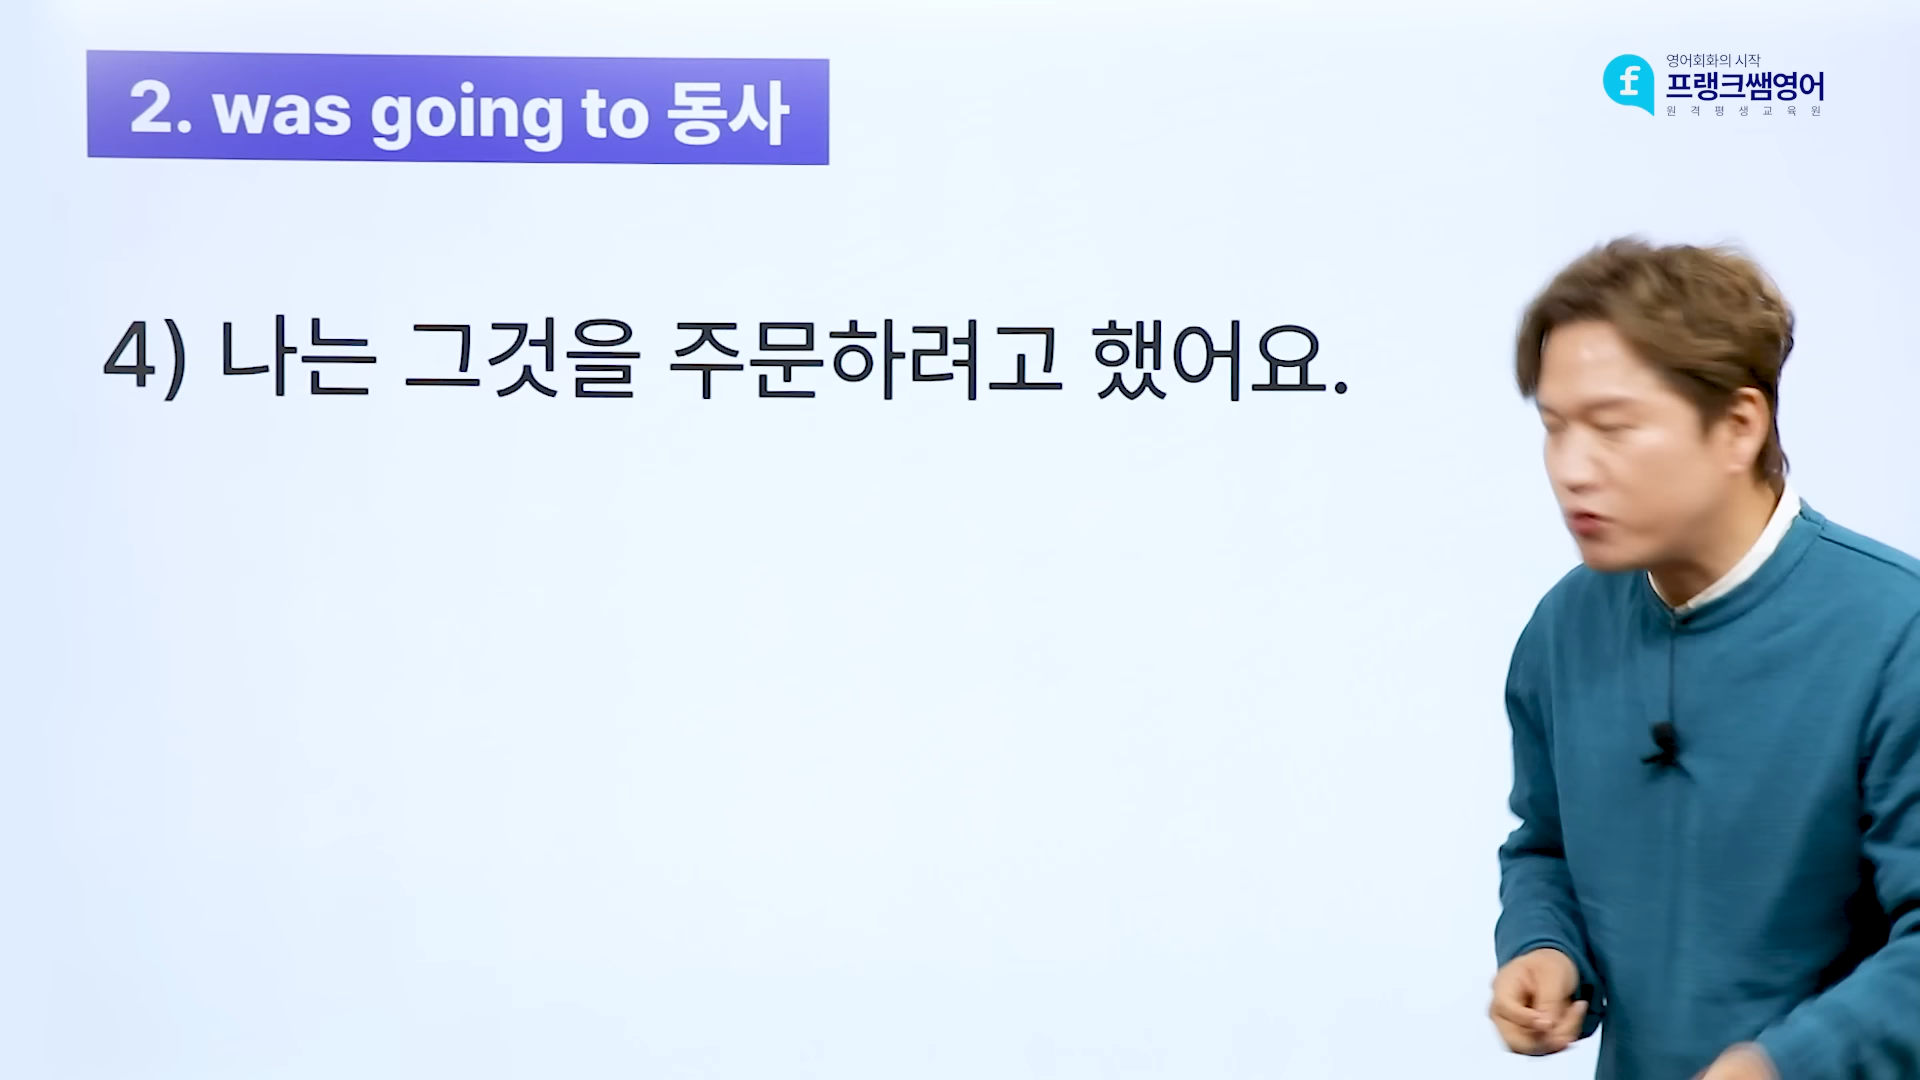 2. was going to 동사
영어회화의 시작
프랭크쌤영어
원격평생교육원
4) 나는 그것을 주문하려고 했어요.